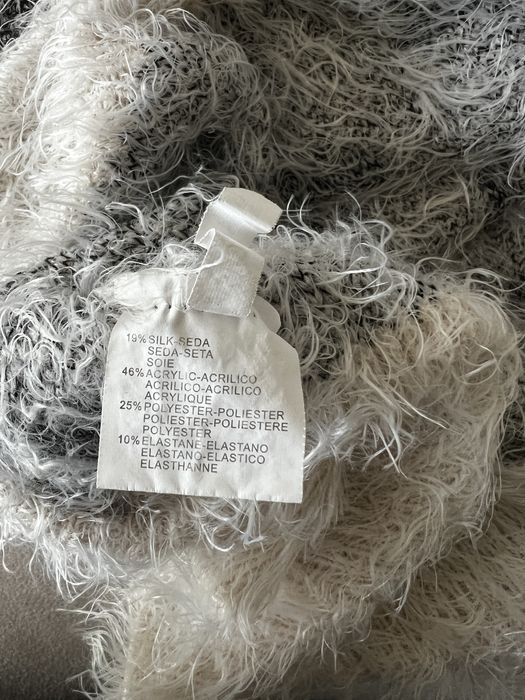 19%SILK-SEDA
SEDA-SETA
SOIE
46%ACRYLIC-ACRILICO
ACRILICO-ACRILICO
ACRYLIQUE
25%POLYESTER-POLIESTER
POLIESTER-POLIESTERE
POLYESTER
10%ELASTANE-ELASTANO
ELASTANO-ELASTICO
ELASTHANNE